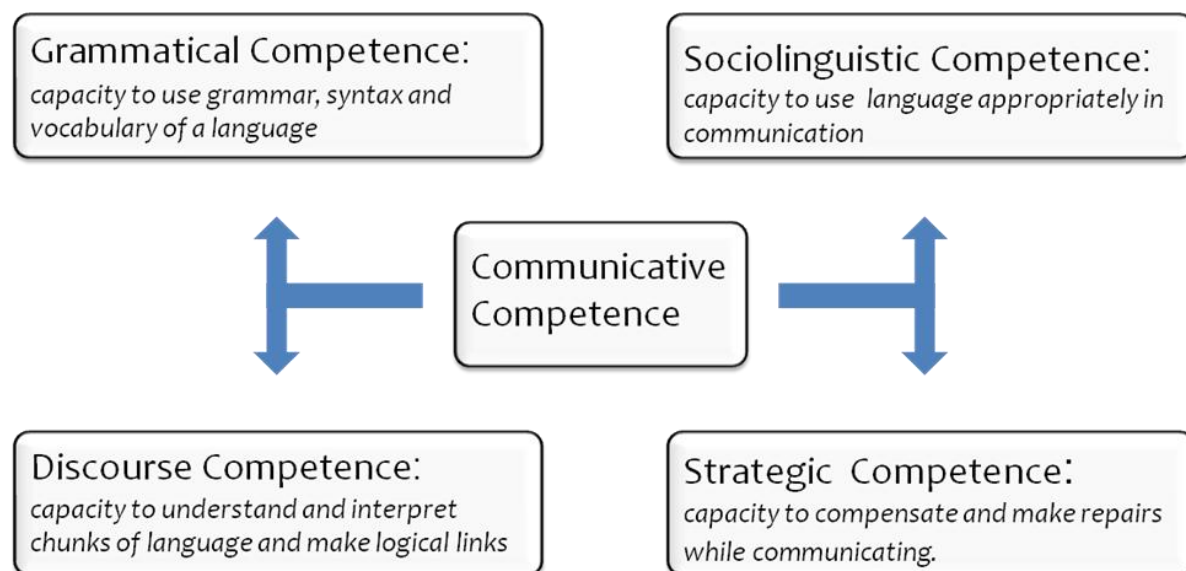 Grammatical Competence:
capacity to use grammar, syntax and
vocabulary of a language
Sociolinguistic Competence:
capacity to use language appropriately in
communication
Communicative
Competence
Discourse Competence:
capacity to understand and interpret
chunks of language and make logical links
Strategic Competence:
capacity to compensate and make repairs
while communicating.